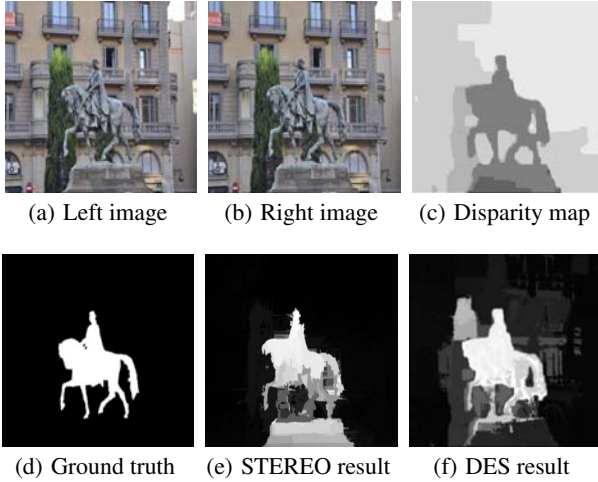 (a) Left image (b) Right image (c) Disparity map
(d) Ground truth (e) STEREO result (f) DES result